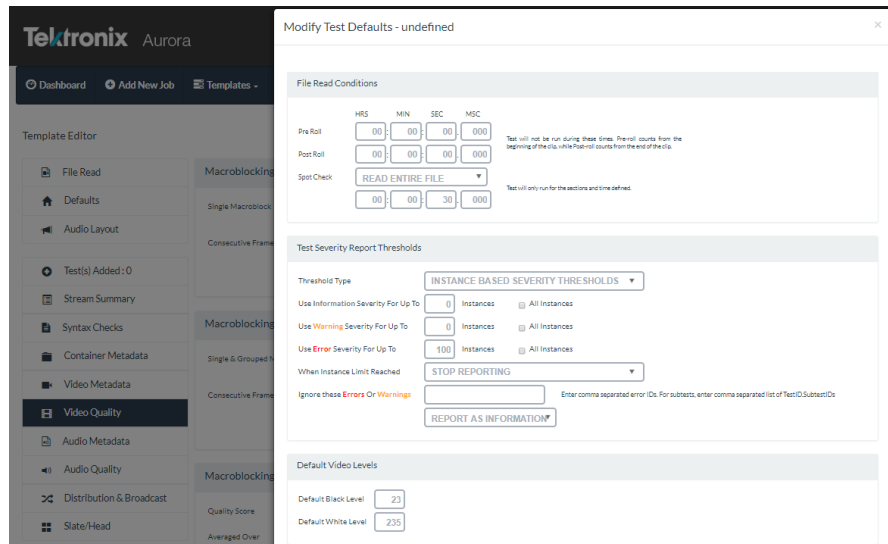 Tektronix Aurora
Dashboard Add New Job Templates
Template Editor
File Read
Defaults
Audio Layout
Test(s) Added : 0
Stream Summary
Syntax Checks
Container Metadata
Video Metadata
Video Quality
Audio Metadata
Audio Quality
Distribution & Broadcast
Slate/Head
Macroblocking
Single Macroblock
Consecutive Frame
Macroblocking
Single & Grouped M
Consecutive Frame
Macroblocking
Quality Score
Averaged Over
Modify Test Defaults - undefined ×
File Read Conditions
HRS MIN SEC MSC
Pre Roll 00 : 00 : 00 . 000
Post Roll 00 : 00 : 00 . 000
Test will not be run during these times. Pre-roll counts from the
beginning of the clip, while Post-roll counts from the end of the clip.
Spot Check READ ENTIRE FILE
00 : 00 : 30 . 000
Test will only run for the sections and time defined.
Test Severity Report Thresholds
Threshold Type INSTANCE BASED SEVERITY THRESHOLDS
Use Information Severity For Up To 0 Instances All Instances
Use Warning Severity For Up To 0 Instances All Instances
Use Error Severity For Up To 100 Instances All Instances
When Instance Limit Reached STOP REPORTING
Ignore these Errors Or Warnings Enter comma separated error IDs. For subtests, enter comma separated list of TestID.SubtestIDs
REPORT AS INFORMATION
Default Video Levels
Default Black Level 23
Default White Level 235